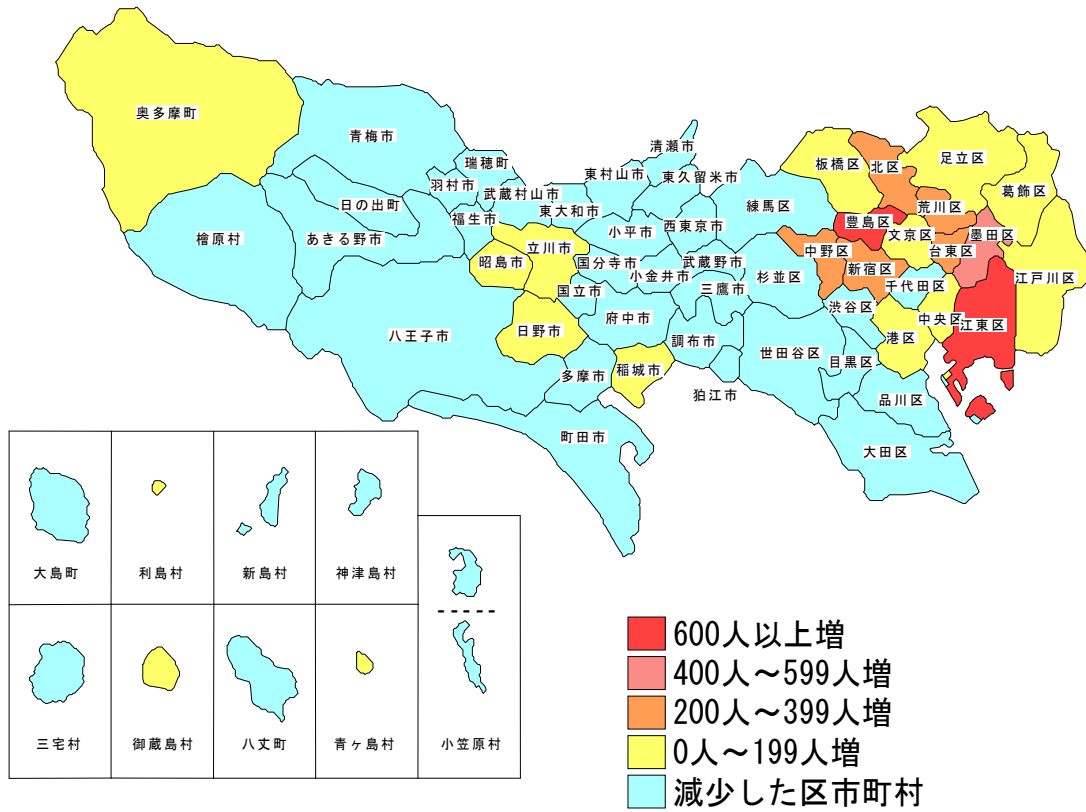 奥多摩町
青梅市
瑞穂町
羽村市
日の出町
檜原村
あきる野市
福生市
武蔵村山市
東大和市
東村山市
清瀬市
東久留米市
小平市
西東京市
立川市
昭島市
国分寺市
小金井市
武蔵野市
三鷹市
国立市
日野市
府中市
調布市
八王子市
多摩市
稲城市
狛江市
町田市
練馬区
板橋区
北区
足立区
葛飾区
荒川区
豊島区
文京区
台東区
墨田区
中野区
新宿区
杉並区
千代田区
江戸川区
渋谷区
中央区
江東区
港区
世田谷区
目黒区
品川区
大田区
大島町
利島村
新島村
神津島村
三宅村
御蔵島村
八丈町
青ヶ島村
小笠原村
600人以上増
400人～599人増
200人～399人増
0人～199人増
減少した区市町村